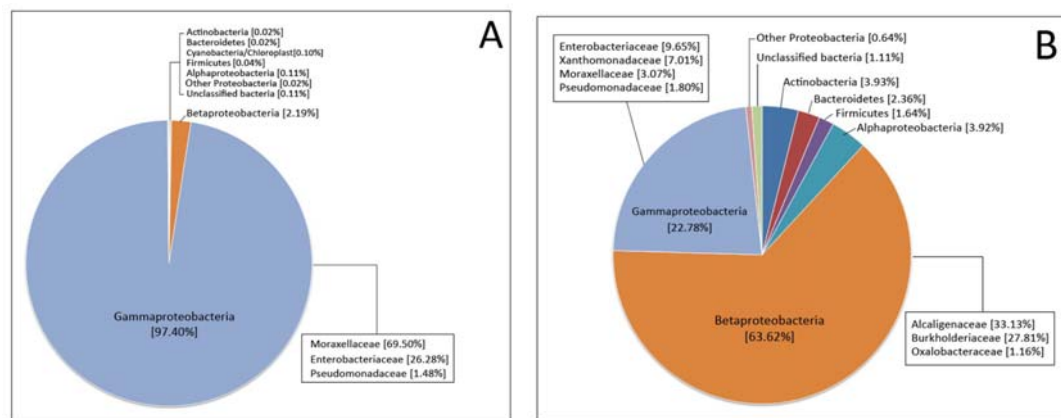 A
Actinobacteria [0.02%]
Bacteroidetes [0.02%]
Cyanobacteria/Chloroplast[0.10%]
Firmicutes [0.04%]
Alphaproteobacteria [0.11%]
Other Proteobacteria [0.02%]
Unclassified bacteria [0.11%]
Betaproteobacteria [2.19%]
Gammaproteobacteria
[97.40%]
Moraxellaceae [69.50%]
Enterobacteriaceae [26.28%]
Pseudomonadaceae [1.48%]
B
Enterobacteriaceae [9.65%]
Xanthomonadaceae [7.01%]
Moraxellaceae [3.07%]
Pseudomonadaceae [1.80%]
Other Proteobacteria [0.64%]
Unclassified bacteria [1.11%]
Actinobacteria [3.93%]
Bacteroidetes [2.36%]
Firmicutes [1.64%]
Alphaproteobacteria [3.92%]
Gammaproteobacteria
[22.78%]
Betaproteobacteria
[63.62%]
Alcaligenaceae [33.13%]
Burkholderiaceae [27.81%]
Oxalobacteraceae [1.16%]